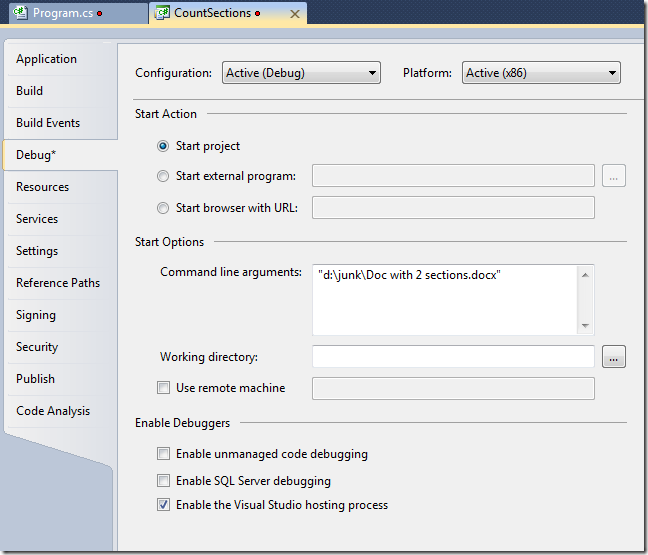 Program.cs
CountSections
Application
Build
Build Events
Debug*
Resources
Services
Settings
Reference Paths
Signing
Security
Publish
Code Analysis
Configuration: Active (Debug) Platform: Active (x86)
Start Action
Start project
Start external program: ...
Start browser with URL:
Start Options
Command line arguments: "d:\junk\Doc with 2 sections.docx"
Working directory: ...
Use remote machine
Enable Debuggers
Enable unmanaged code debugging
Enable SQL Server debugging
Enable the Visual Studio hosting process